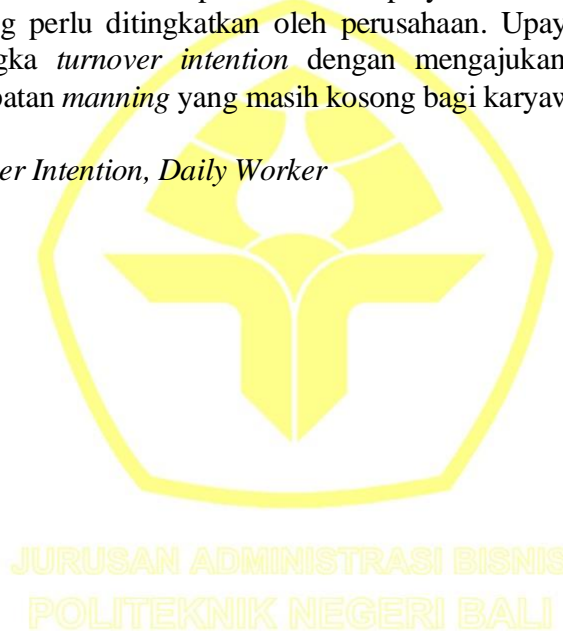 g perlu ditingkatkan oleh perusahaan. Upay
gka turnover intention dengan mengajukan
patan manning yang masih kosong bagi karyaw
er Intention, Daily Worker
JURUSAN ADMINISTRASI BISNIS
POLITEKNIK NEGERI BALI